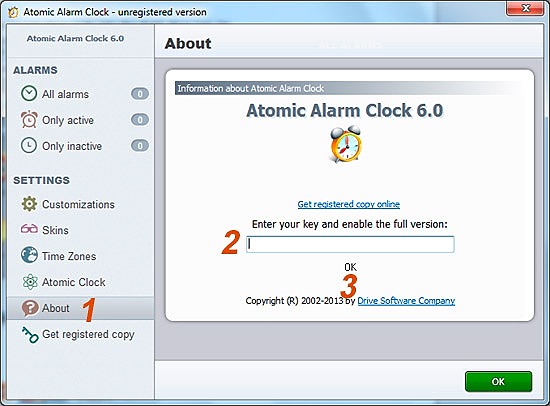 Atomic Alarm Clock - unregistered version
Atomic Alarm Clock 6.0
About
ALARMS
All alarms 0
Only active 0
Only inactive 0
SETTINGS
Customizations
Skins
Time Zones
Atomic Clock
About 1
Get registered copy
Information about Atomic Alarm Clock
Atomic Alarm Clock 6.0
Get registered copy online
Enter your key and enable the full version:
2
OK
3
Copyright (R) 2002-2013 by Drive Software Company
OK